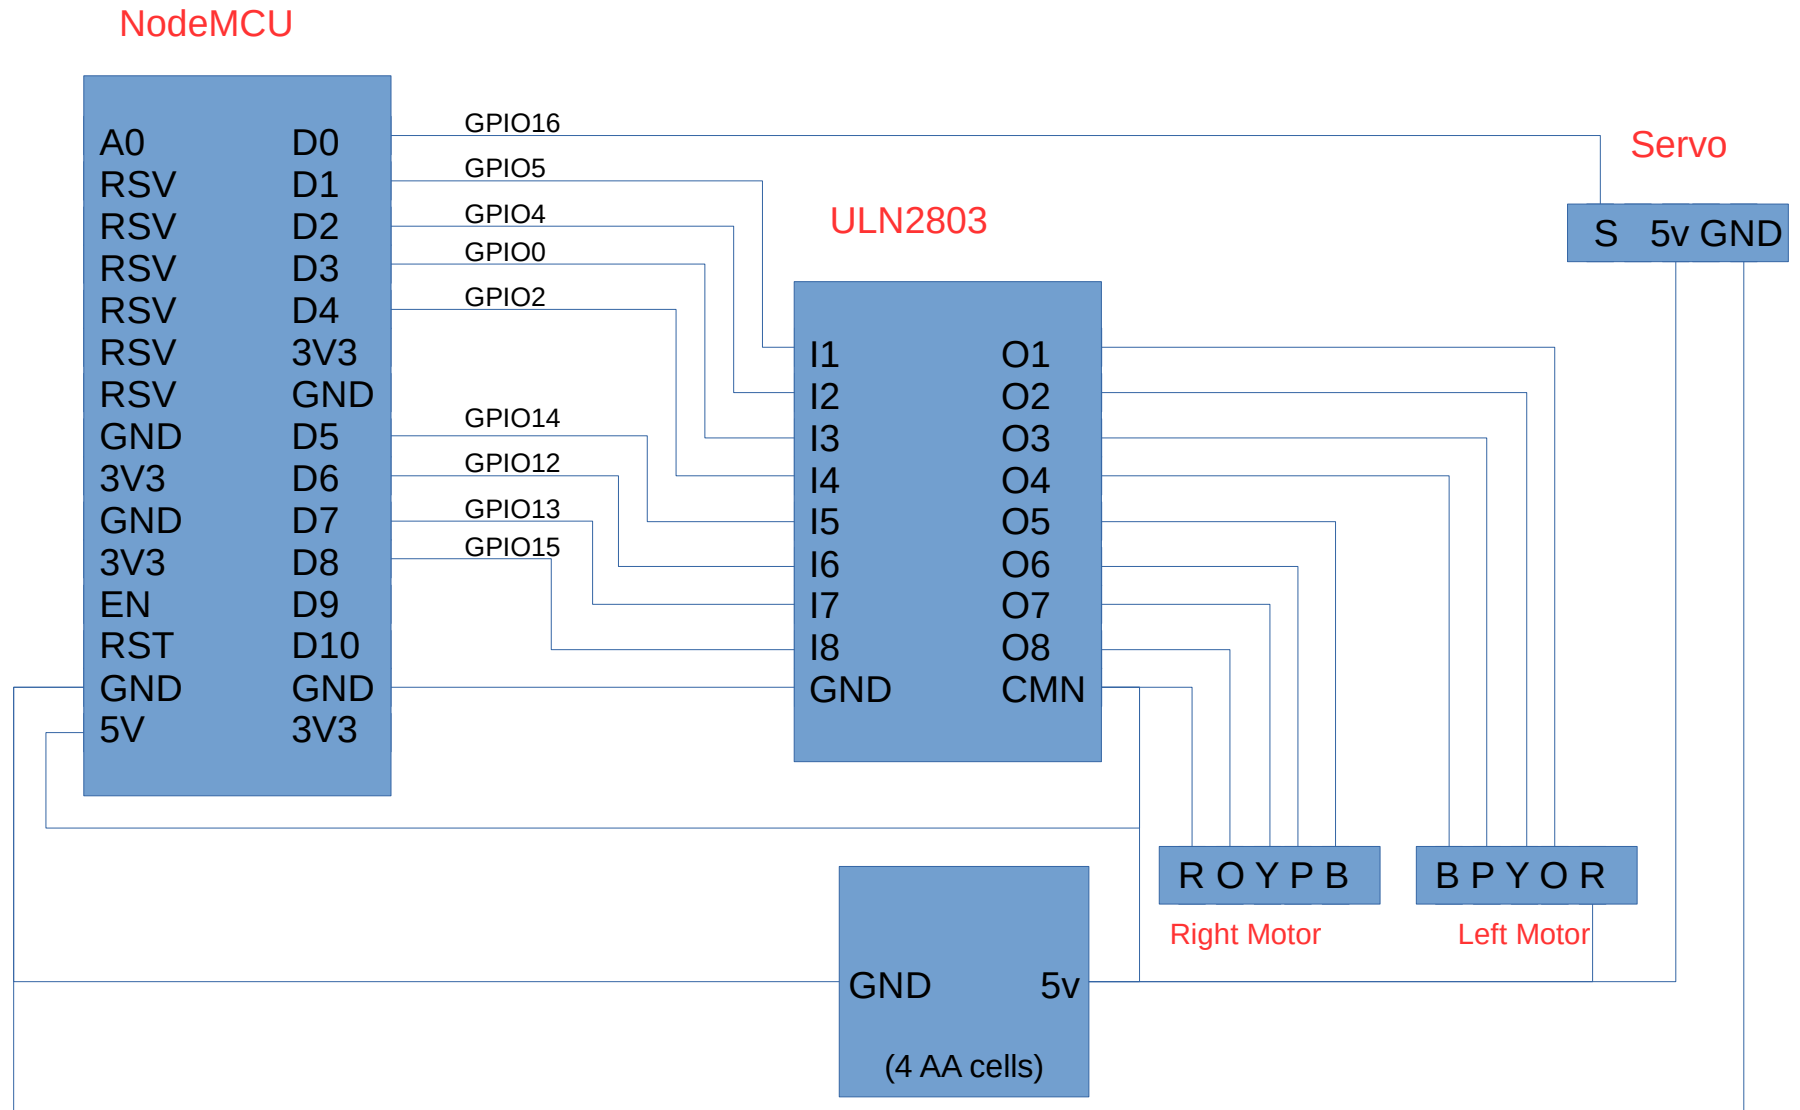 NodeMCU
A0 D0 GPIO16
RSV D1 GPIO5
RSV D2 GPIO4
RSV D3 GPIO0
RSV D4 GPIO2
RSV 3V3
RSV GND
GND D5 GPIO14
3V3 D6 GPIO12
GND D7 GPIO13
3V3 D8 GPIO15
EN D9
RST D10
GND GND
5V 3V3
ULN2803
I1 O1
I2 O2
I3 O3
I4 O4
I5 O5
I6 O6
I7 O7
I8 O8
GND CMN
Servo
S 5v GND
R O Y P B
Right Motor
B P Y O R
Left Motor
GND 5v
(4 AA cells)